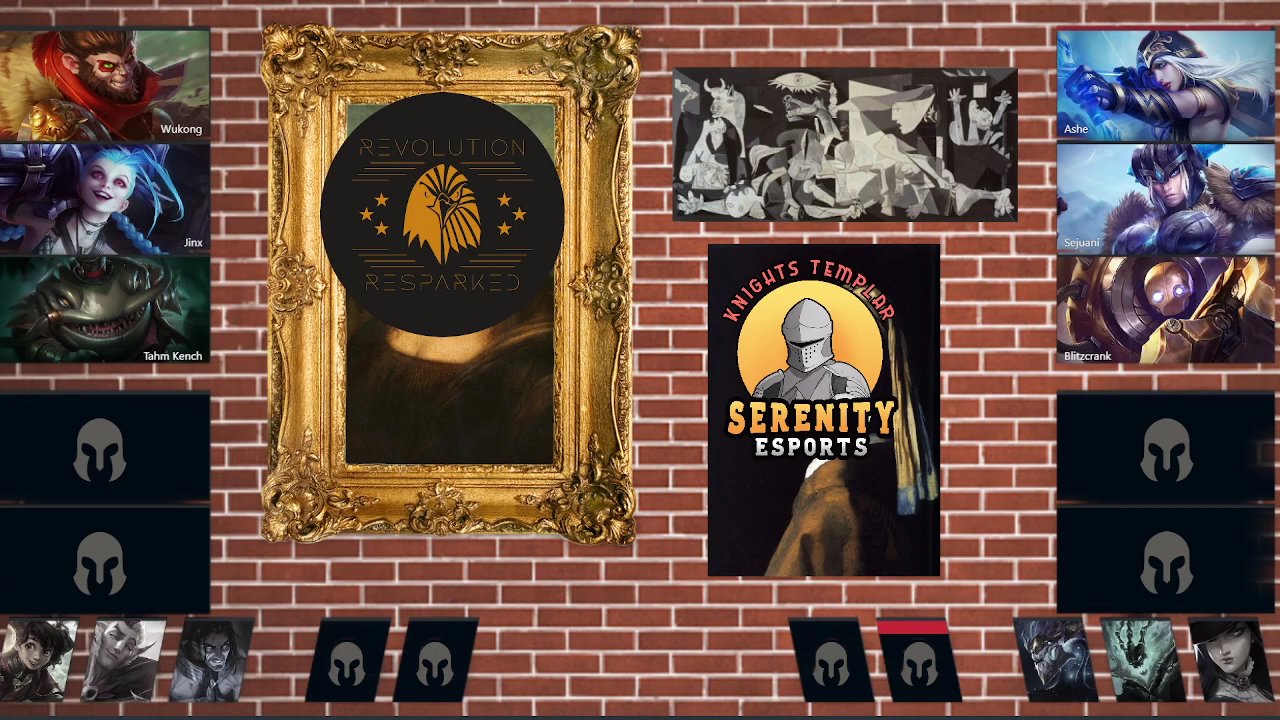 Wukong
Jinx
Tahm Kench
REVOLUTION
RESPARKED
KNIGHTS TEMPLAR
SERENITY
ESPORTS
Ashe
Sejuani
Blitzcrank